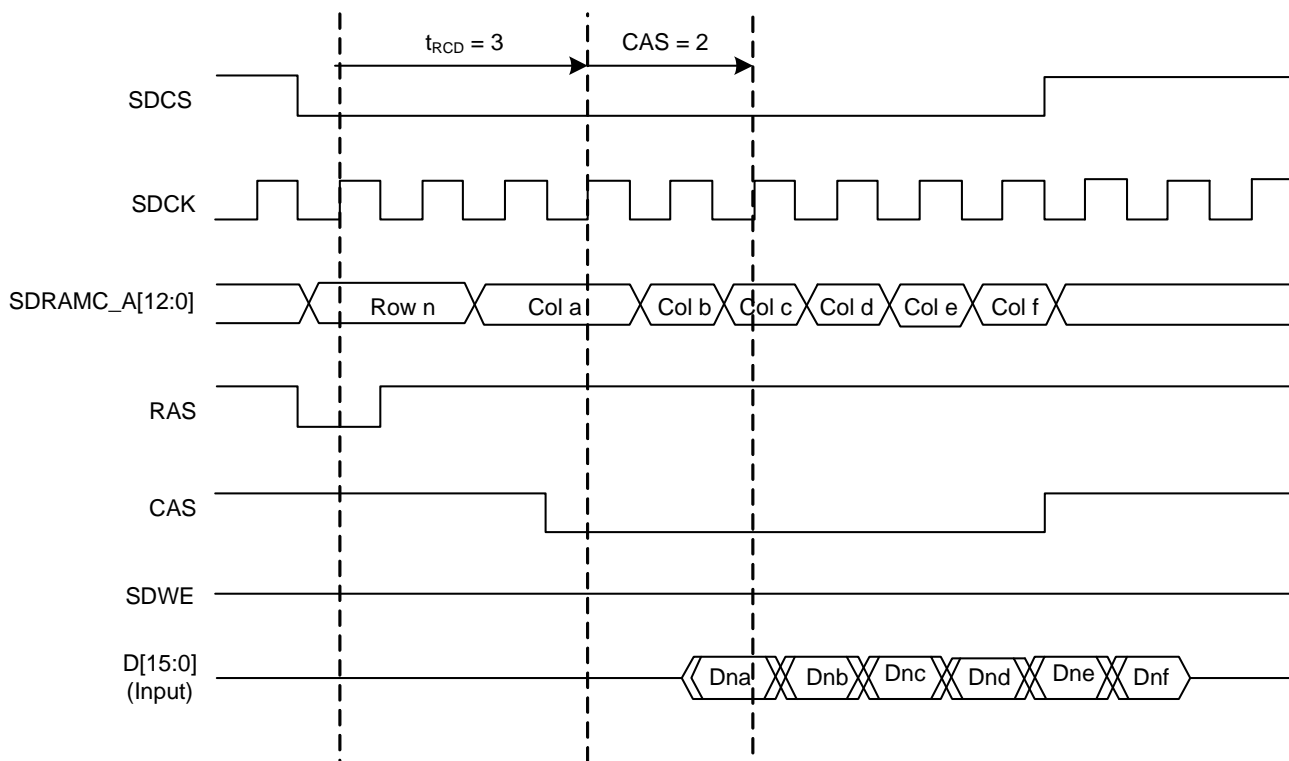 tRCD = 3
CAS = 2
SDCS
SDCK
SDRAMC_A[12:0]
Row n
Col a
Col b
Col c
Col d
Col e
Col f
RAS
CAS
SDWE
D[15:0]
(Input)
Dna
Dnb
Dnc
Dnd
Dne
Dnf